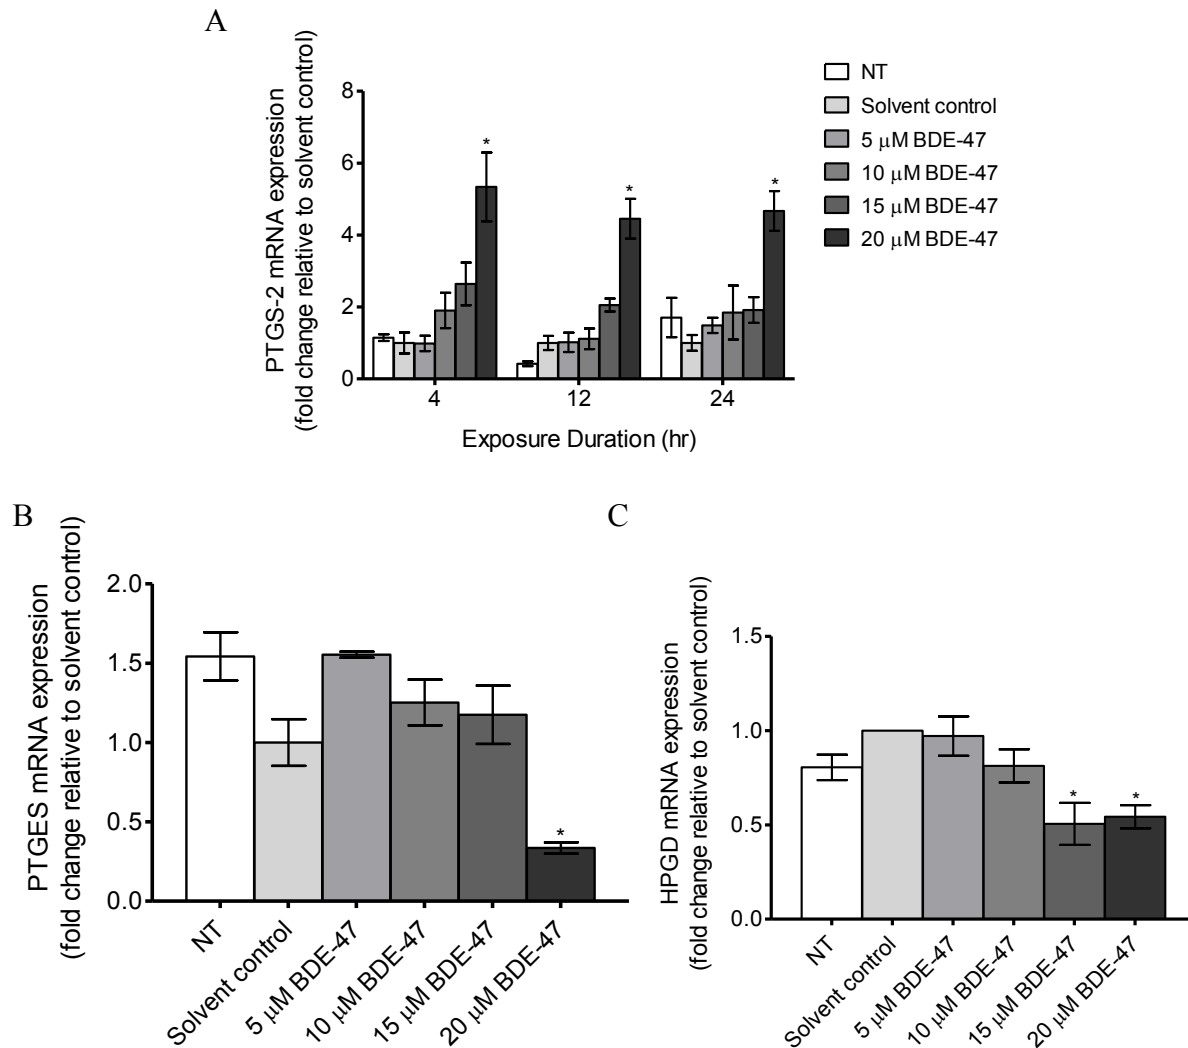 A
PTGS-2 mRNA expression
(fold change relative to solvent control)
8
6
4
2
0
* * *
4 12 24
Exposure Duration (hr)
NT
Solvent control
5 μM BDE-47
10 μM BDE-47
15 μM BDE-47
20 μM BDE-47
B
PTGES mRNA expression
(fold change relative to solvent control)
2.0
1.5
1.0
0.5
0.0
*
NT
Solvent control
5 μM BDE-47
10 μM BDE-47
15 μM BDE-47
20 μM BDE-47
C
HPGD mRNA expression
(fold change relative to solvent control)
1.5
1.0
0.5
0.0
* *
NT
Solvent control
5 μM BDE-47
10 μM BDE-47
15 μM BDE-47
20 μM BDE-47